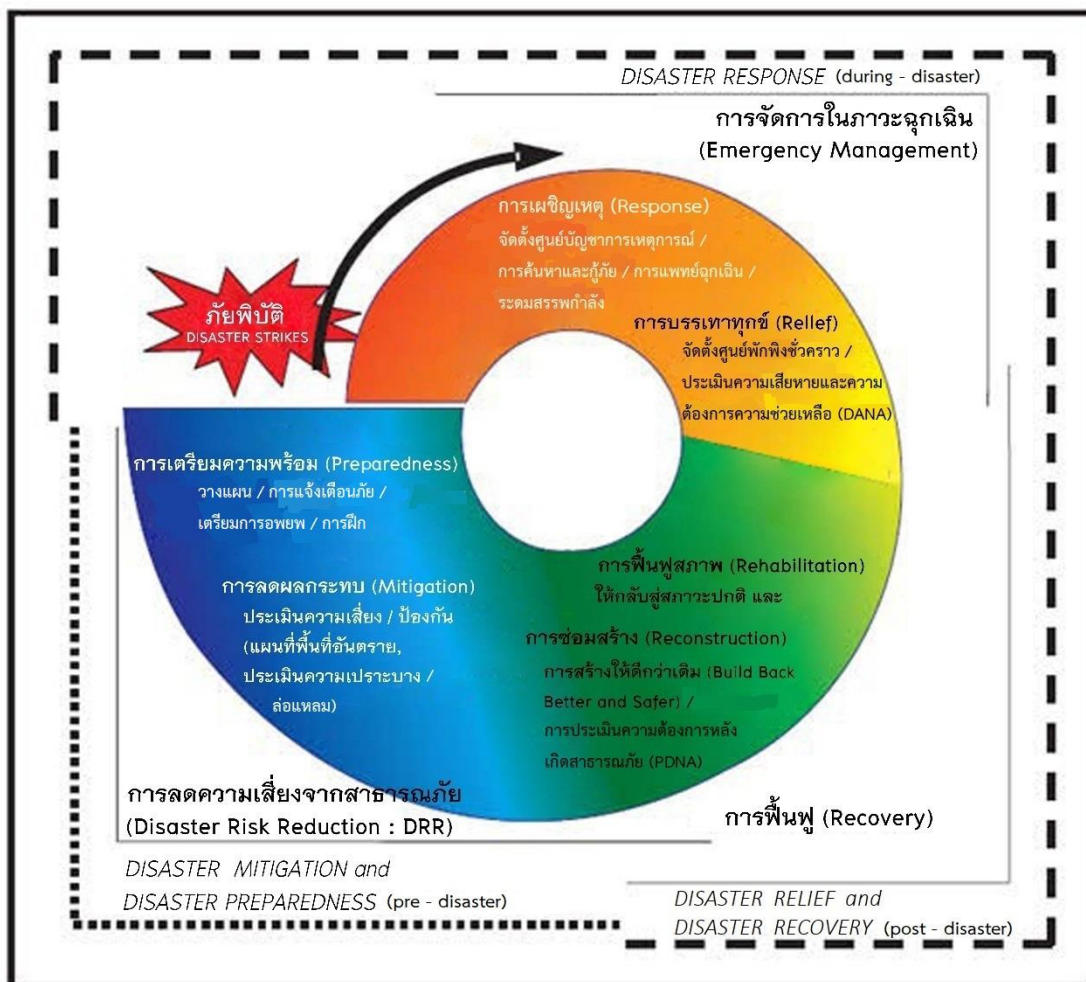 DISASTER RESPONSE (during - disaster)
การจัดการในภาวะฉุกเฉิน
(Emergency Management)
การเผชิญเหตุ (Response)
จัดตั้งศูนย์บัญชาการเหตุการณ์ /
การค้นหาและกู้ภัย / การแพทย์ฉุกเฉิน /
ระดมสรรพกำลัง
ภัยพิบัติ
DISASTER STRIKES
การบรรเทาทุกข์ (Rellef)
จัดตั้งศูนย์พักพิงชั่วคราว /
ประเมินความเสียหายและความ
ต้องการความช่วยเหลือ (DANA)
การเตรียมความพร้อม (Preparedness)
วางแผน / การแจ้งเตือนภัย /
เตรียมการอพยพ / การฝึก
การลดผลกระทบ (Mitigation)
ประเมินความเสี่ยง / ป้องกัน
(แผนที่พื้นที่อันตราย,
ประเมินความเปราะบาง /
ล่อแหลม)
การฟื้นฟูสภาพ (Rehabilitation)
ให้กลับสู่สภาวะปกติ และ
การซ่อมสร้าง (Reconstruction)
การสร้างให้ดีกว่าเดิม (Build Back
Better and Safer) /
การประเมินความต้องการหลัง
เกิดสาธารณภัย (PDNA)
การลดความเสี่ยงจากสาธารณภัย
(Disaster Risk Reduction : DRR)
การฟื้นฟู (Recovery)
DISASTER MITIGATION and
DISASTER PREPAREDNESS (pre - disaster)
DISASTER RELIEF and
DISASTER RECOVERY (post - disaster)